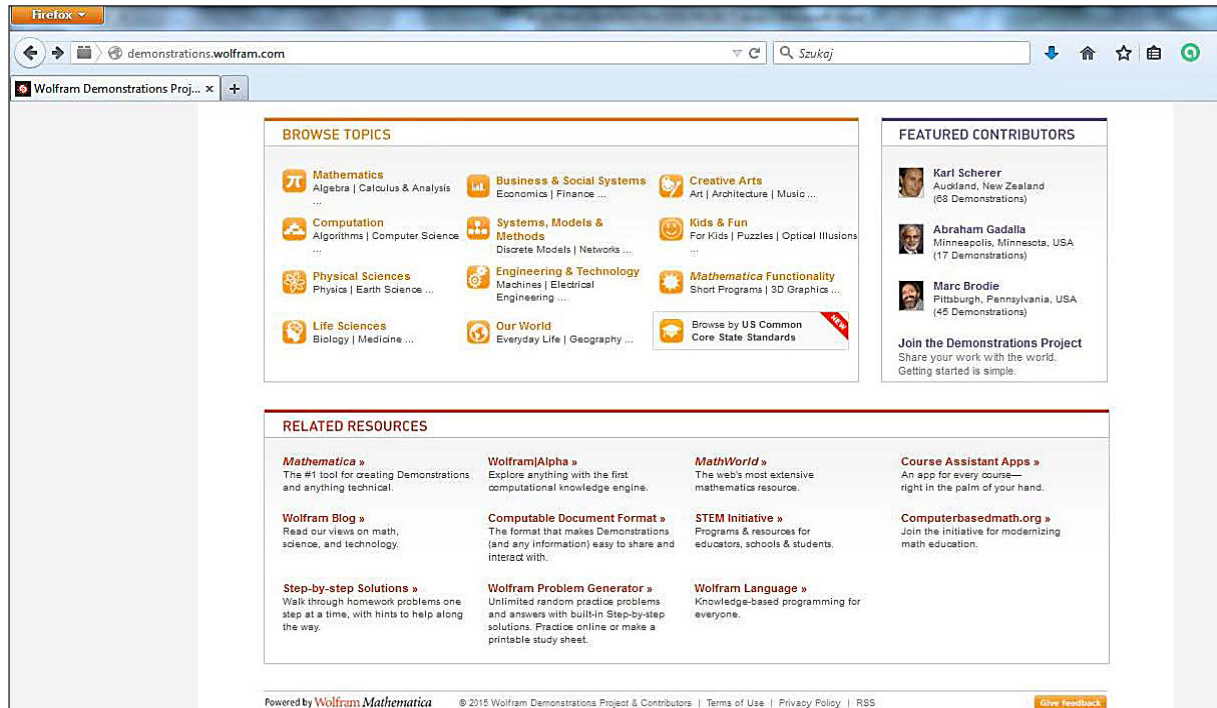 Firefox
demonstrations.wolfram.com
Szukaj
Wolfram Demonstrations Proj... × +
BROWSE TOPICS
Mathematics
Algebra | Calculus & Analysis
...
Computation
Algorithms | Computer Science
...
Physical Sciences
Physics | Earth Science ...
Life Sciences
Biology | Medicine ...
Business & Social Systems
Economics | Finance ...
Systems, Models &
Methods
Discrete Models | Networks ...
Engineering & Technology
Machines | Electrical
Engineering ...
Our World
Everyday Life | Geography ...
Creative Arts
Art | Architecture | Music ...
Kids & Fun
For Kids | Puzzles | Optical Illusions
...
Mathematica Functionality
Short Programs | 3D Graphics ...
Browse by US Common
Core State Standards
NEW
FEATURED CONTRIBUTORS
Karl Scherer
Auckland, New Zealand
(68 Demonstrations)
Abraham Gadalla
Minneapolis, Minnesota, USA
(17 Demonstrations)
Marc Brodie
Pittsburgh, Pennsylvania, USA
(45 Demonstrations)
Join the Demonstrations Project
Share your work with the world.
Getting started is simple.
RELATED RESOURCES
Mathematica »
The #1 tool for creating Demonstrations
and anything technical.
Wolfram|Alpha »
Explore anything with the first
computational knowledge engine.
MathWorld »
The web's most extensive
mathematics resource.
Course Assistant Apps »
An app for every course—
right in the palm of your hand.
Wolfram Blog »
Read our views on math,
science, and technology.
Computable Document Format »
The format that makes Demonstrations
(and any information) easy to share and
interact with.
STEM Initiative »
Programs & resources for
educators, schools & students.
Computerbasedmath.org »
Join the initiative for modernizing
math education.
Step-by-step Solutions »
Walk through homework problems one
step at a time, with hints to help along
the way.
Wolfram Problem Generator »
Unlimited random practice problems
and answers with built-in Step-by-step
solutions. Practice online or make a
printable study sheet.
Wolfram Language »
Knowledge-based programming for
everyone.
Powered by Wolfram Mathematica © 2015 Wolfram Demonstrations Project & Contributors | Terms of Use | Privacy Policy | RSS
Give feedback